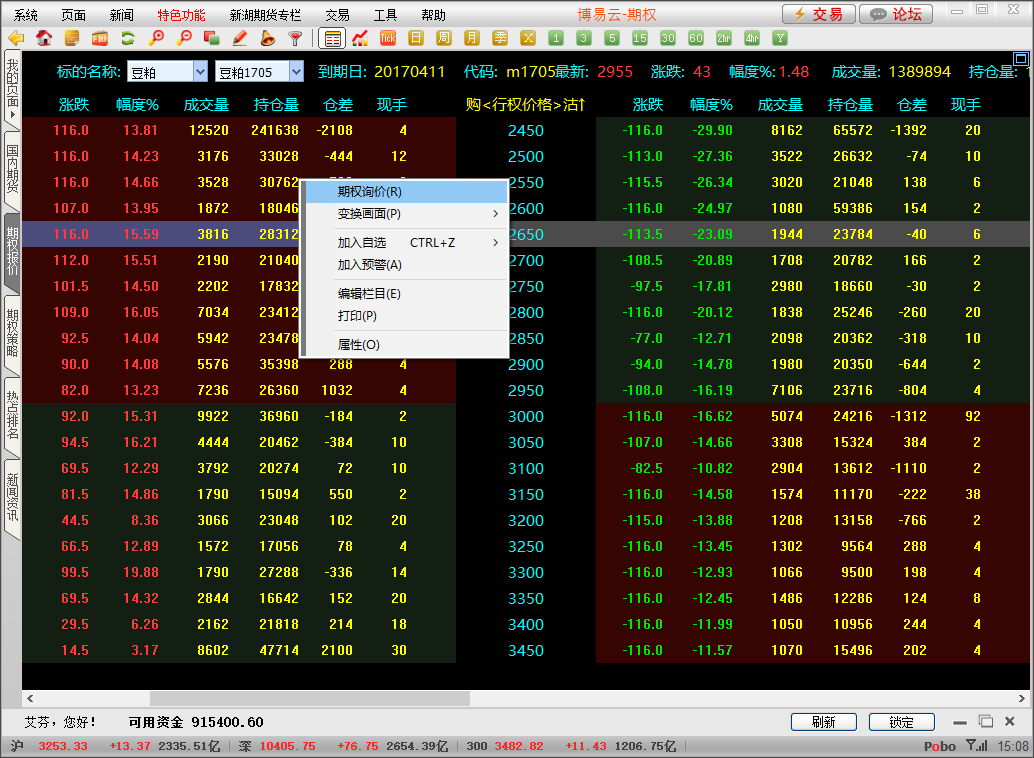 系统 页面 新闻 特色功能 新湖期货专栏 交易 工具 帮助 博易云-期权 交易 论坛
Tick 日 周 月 季 X 1 3 5 15 30 60 2hr 4hr Y
我的页面
国内期货
期权报价
期权策略
热点排名
新闻资讯
标的名称: 豆粕 豆粕1705 到期日: 20170411 代码: m1705 最新: 2955 涨跌: 43 幅度%: 1.48 成交量: 1389894 持仓量: 1
涨跌 幅度% 成交量 持仓量 仓差 现手 购<行权价格>沽↑ 涨跌 幅度% 成交量 持仓量 仓差 现手
116.0 13.81 12520 241638 -2108 4 2450 -116.0 -29.90 8162 65572 -1392 20
116.0 14.23 3176 33028 -444 12 2500 -113.0 -27.36 3522 26632 -74 10
116.0 14.66 3528 30762 2550 -115.5 -26.34 3020 21048 138 6
107.0 13.95 1872 18046 2600 -116.0 -24.97 1080 59386 154 2
116.0 15.59 3816 28312 2650 -113.5 -23.09 1944 23784 -40 6
112.0 15.51 2190 21040 2700 -108.5 -20.89 1708 20782 166 2
101.5 14.50 2202 17832 2750 -97.5 -17.81 2980 18660 -30 2
109.0 16.05 7034 23412 2800 -116.0 -20.12 1838 25246 -260 20
92.5 14.04 5942 23478 2850 -77.0 -12.71 2098 20362 -318 10
90.0 14.08 5576 35398 288 4 2900 -94.0 -14.78 1980 20350 -644 2
82.0 13.23 7236 26360 1032 4 2950 -116.0 -16.19 7106 23716 -804 4
92.0 15.31 9922 36960 -184 2 3000 -116.0 -16.62 5074 24216 -1312 92
94.5 16.21 4444 20462 -384 10 3050 -107.0 -14.66 3308 15324 384 2
69.5 12.29 3792 20274 72 10 3100 -82.5 -10.82 2904 13612 -1110 2
81.5 14.86 1790 15094 550 2 3150 -116.0 -14.58 1574 11170 -222 38
44.5 8.36 3066 23048 102 20 3200 -115.0 -13.88 1208 13158 -766 2
66.5 12.89 1572 17056 78 4 3250 -116.0 -13.45 1302 9564 288 4
99.5 19.88 1790 27288 -336 14 3300 -116.0 -12.93 1066 9500 198 4
69.5 14.32 2844 16642 152 20 3350 -116.0 -12.45 1486 12286 124 8
29.5 6.26 2162 21818 214 18 3400 -116.0 -11.99 1050 10956 244 4
14.5 3.17 8602 47714 2100 30 3450 -116.0 -11.57 1070 15496 202 4
期权询价(R)
变换画面(P)
加入自选 CTRL+Z
加入预警(A)
编辑栏目(E)
打印(P)
属性(O)
艾芬,您好! 可用资金 915400.60 刷新 锁定
沪 3253.33 +13.37 2335.51亿 深 10405.75 +76.75 2654.39亿 300 3482.82 +11.43 1206.75亿 Pobo 15:08